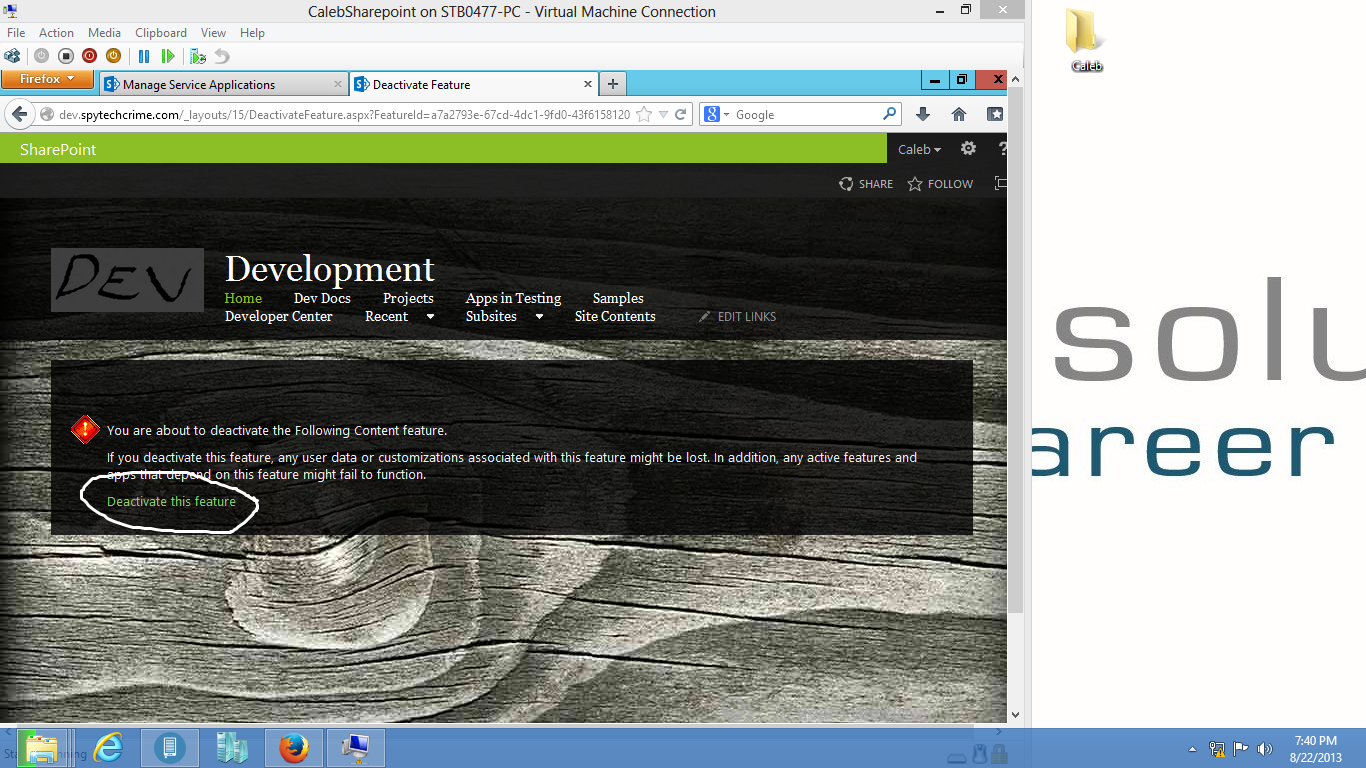 CalebSharepoint on STB0477-PC - Virtual Machine Connection
File Action Media Clipboard View Help
Firefox
Manage Service Applications
Deactivate Feature
dev.spytechcrime.com/_layouts/15/DeactivateFeature.aspx?FeatureId=a7a2793e-67cd-4dc1-9fd0-43f6158120
Google
SharePoint
Caleb
?
SHARE
FOLLOW
DEV
Development
Home Dev Docs Projects Apps in Testing Samples
Developer Center Recent Subsites Site Contents
EDIT LINKS
You are about to deactivate the Following Content feature.
If you deactivate this feature, any user data or customizations associated with this feature might be lost. In addition, any active features and
apps that depend on this feature might fail to function.
Deactivate this feature
Caleb
solu
areer
7:40 PM
8/22/2013